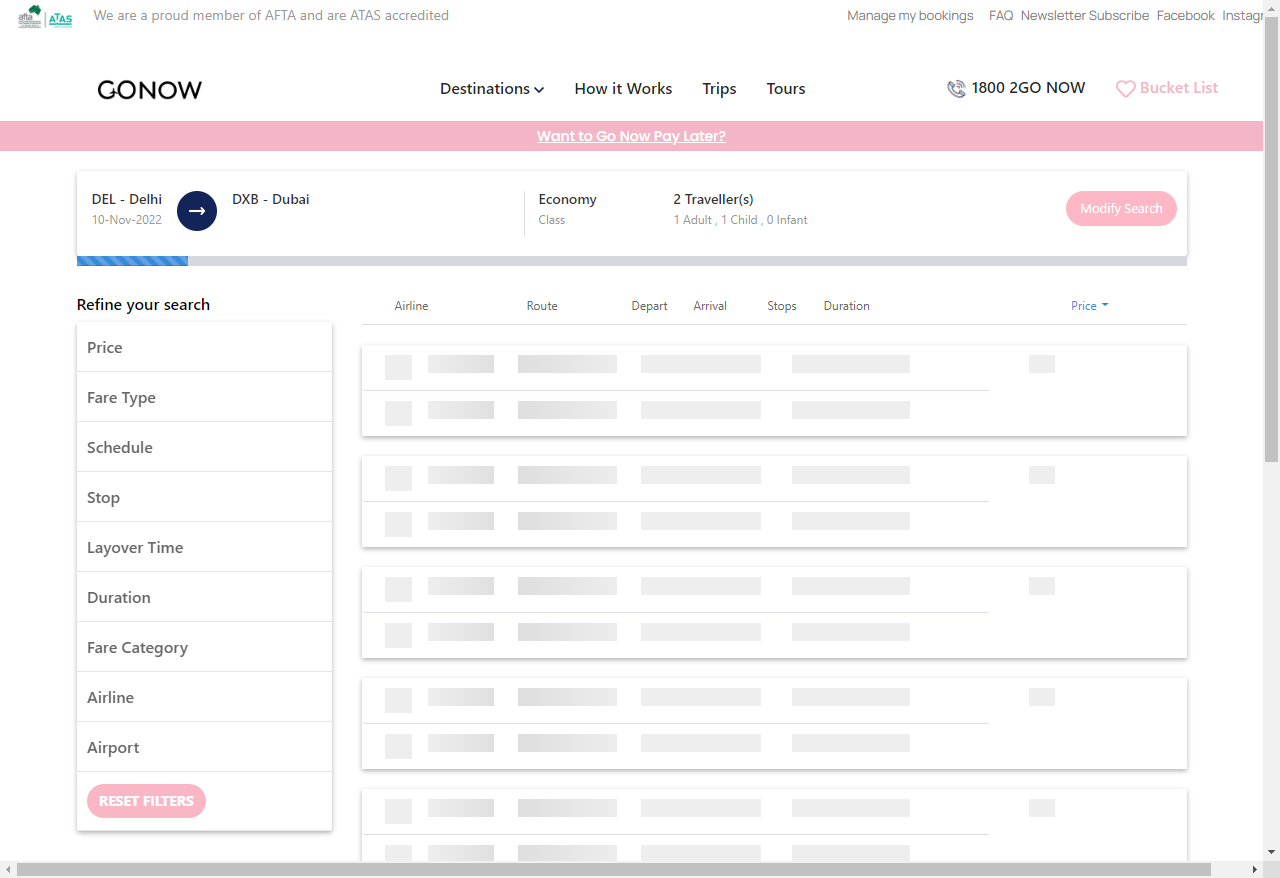 afta ATAS We are a proud member of AFTA and are ATAS accredited Manage my bookings FAQ Newsletter Subscribe Facebook Instagr
GONOW Destinations How it Works Trips Tours 1800 2GO NOW Bucket List
Want to Go Now Pay Later?
DEL - Delhi DXB - Dubai Economy 2 Traveller(s) Modify Search
10-Nov-2022 Class 1 Adult , 1 Child , 0 Infant
Refine your search Airline Route Depart Arrival Stops Duration Price
Price
Fare Type
Schedule
Stop
Layover Time
Duration
Fare Category
Airline
Airport
RESET FILTERS